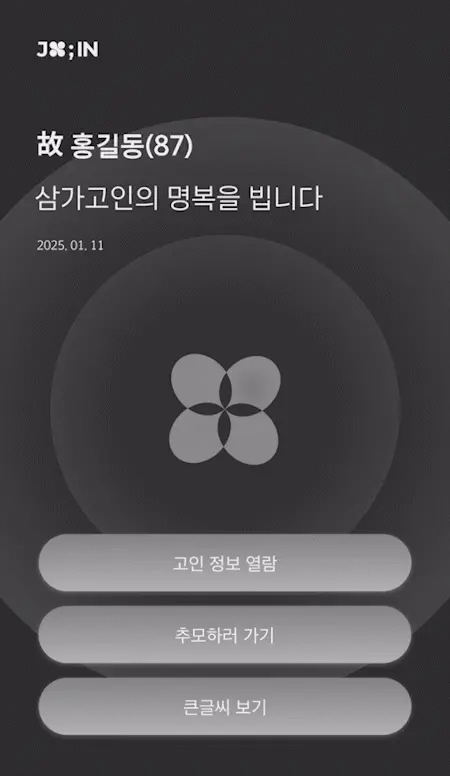 JO;IN
故 홍길동(87)
삼가고인의 명복을 빕니다
2025. 01. 11
고인 정보 열람
추모하러 가기
큰글씨 보기